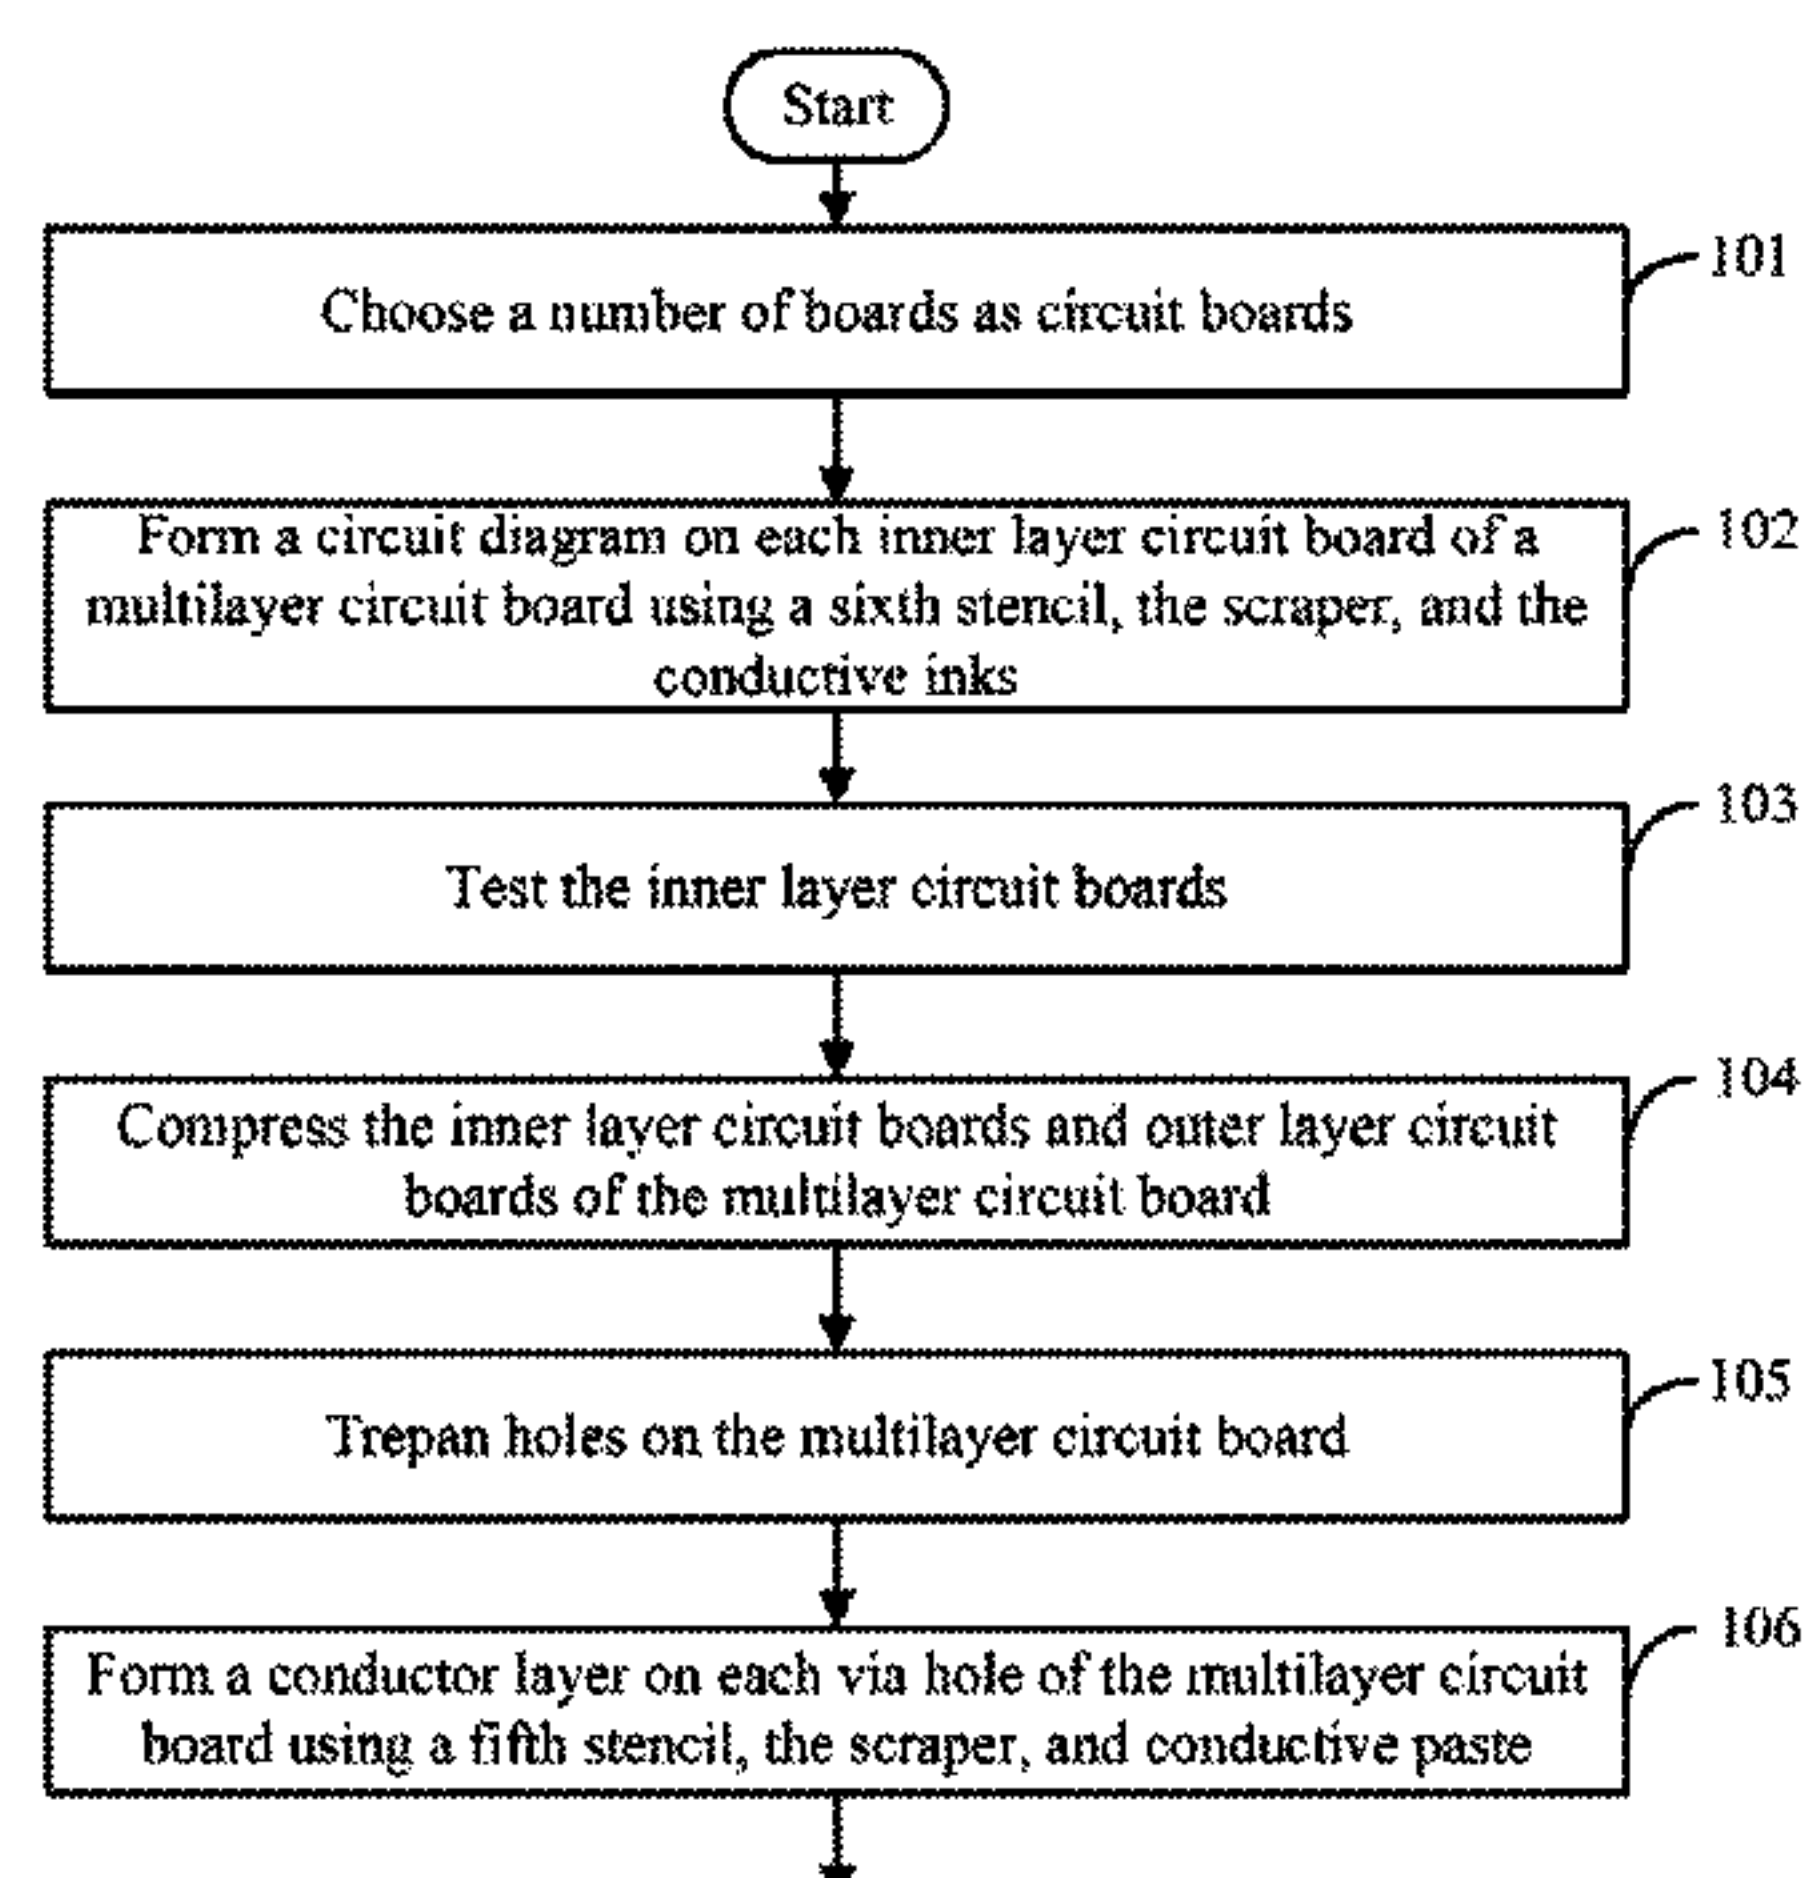 Start
101
Choose a number of boards as circuit boards
102
Form a circuit diagram on each inner layer circuit board of a
multilayer circuit board using a sixth stencil, the scraper, and the
conductive inks
103
Test the inner layer circuit boards
104
Compress the inner layer circuit boards and outer layer circuit
boards of the multilayer circuit board
105
Trepan holes on the multilayer circuit board
106
Form a conductor layer on each via hole of the multilayer circuit
board using a fifth stencil, the scraper, and conductive paste